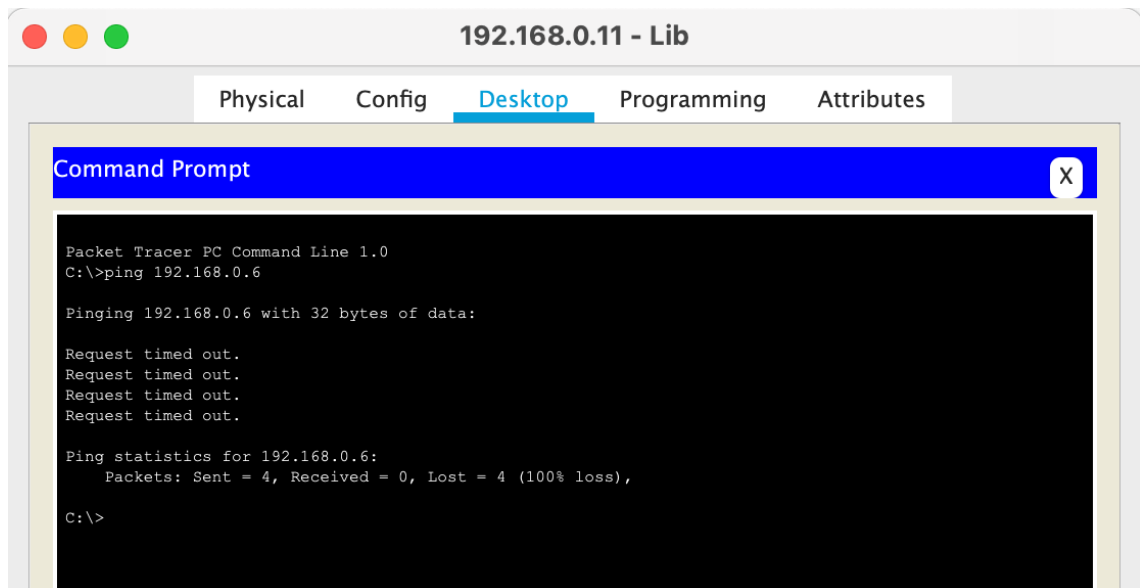 192.168.0.11 - Lib
Physical Config Desktop Programming Attributes
Command Prompt
X
Packet Tracer PC Command Line 1.0
C:\>ping 192.168.0.6
Pinging 192.168.0.6 with 32 bytes of data:
Request timed out.
Request timed out.
Request timed out.
Request timed out.
Ping statistics for 192.168.0.6:
    Packets: Sent = 4, Received = 0, Lost = 4 (100% loss),
C:\>